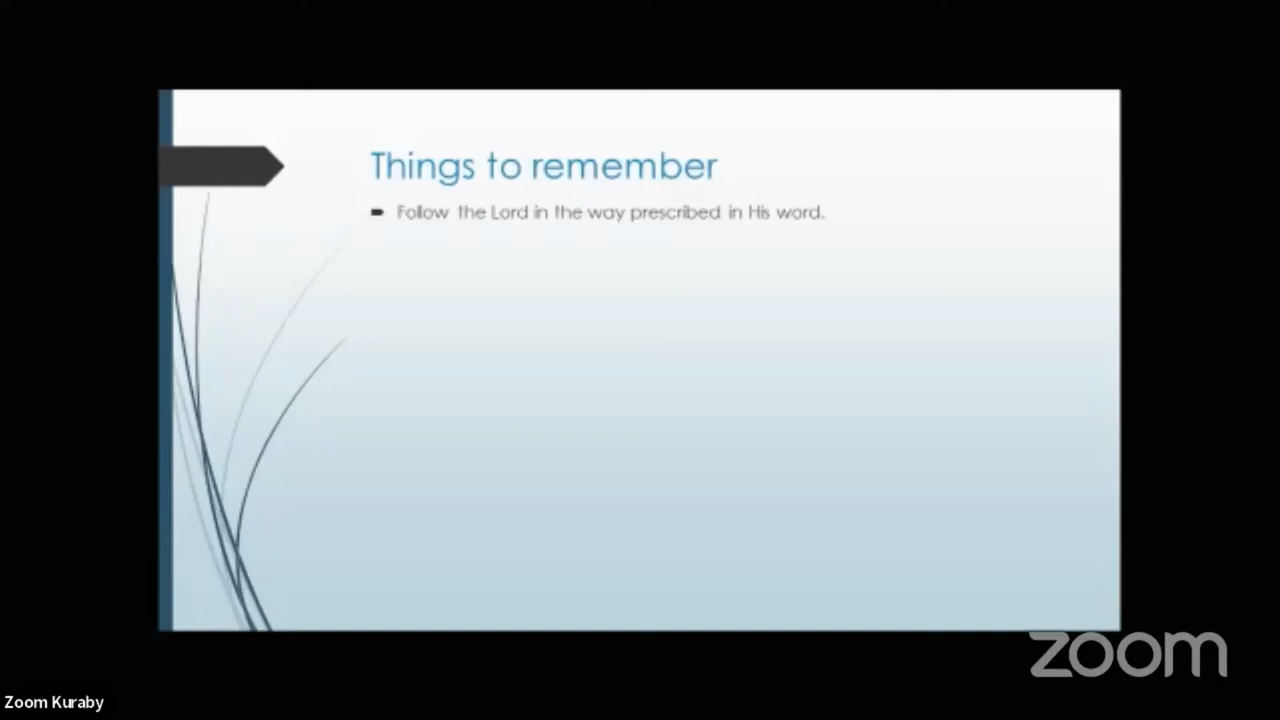 Things to remember
Follow the Lord in the way prescribed in His word.
zoom
Zoom Kuraby